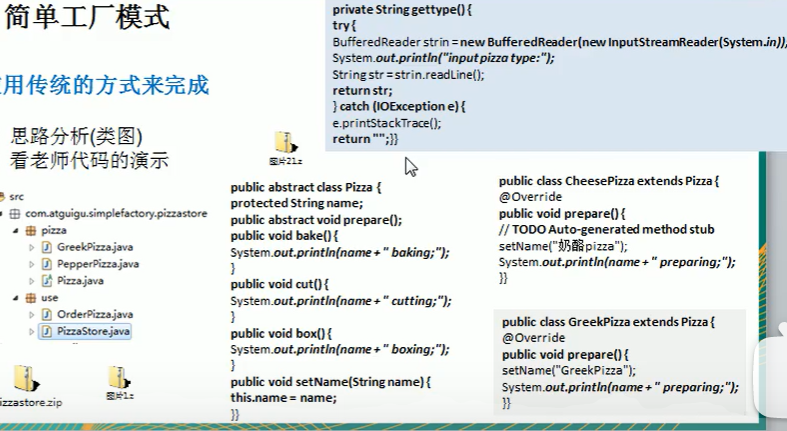 简单工厂模式
用传统的方式来完成
思路分析(类图)
看老师代码的演示
图片21.z
src
com.atguigu.simplefactory.pizzastore
pizza
GreekPizza.java
PepperPizza.java
Pizza.java
use
OrderPizza.java
PizzaStore.java
izzastore.zip
图片1.z
private String gettype() {
try {
BufferedReader strin = new BufferedReader(new InputStreamReader(System.in));
System.out.println("input pizza type:");
String str = strin.readLine();
return str;
} catch (IOException e) {
e.printStackTrace();
return "";}}
public abstract class Pizza {
protected String name;
public abstract void prepare();
public void bake() {
System.out.println(name + " baking;");
}
public void cut() {
System.out.println(name + " cutting;");
}
public void box() {
System.out.println(name + " boxing;");
}
public void setName(String name) {
this.name = name;
}}
public class CheesePizza extends Pizza {
@Override
public void prepare() {
// TODO Auto-generated method stub
setName("奶酪pizza");
System.out.println(name + " preparing;");
}}
public class GreekPizza extends Pizza {
@Override
public void prepare() {
setName("GreekPizza");
System.out.println(name + " preparing;");
}}